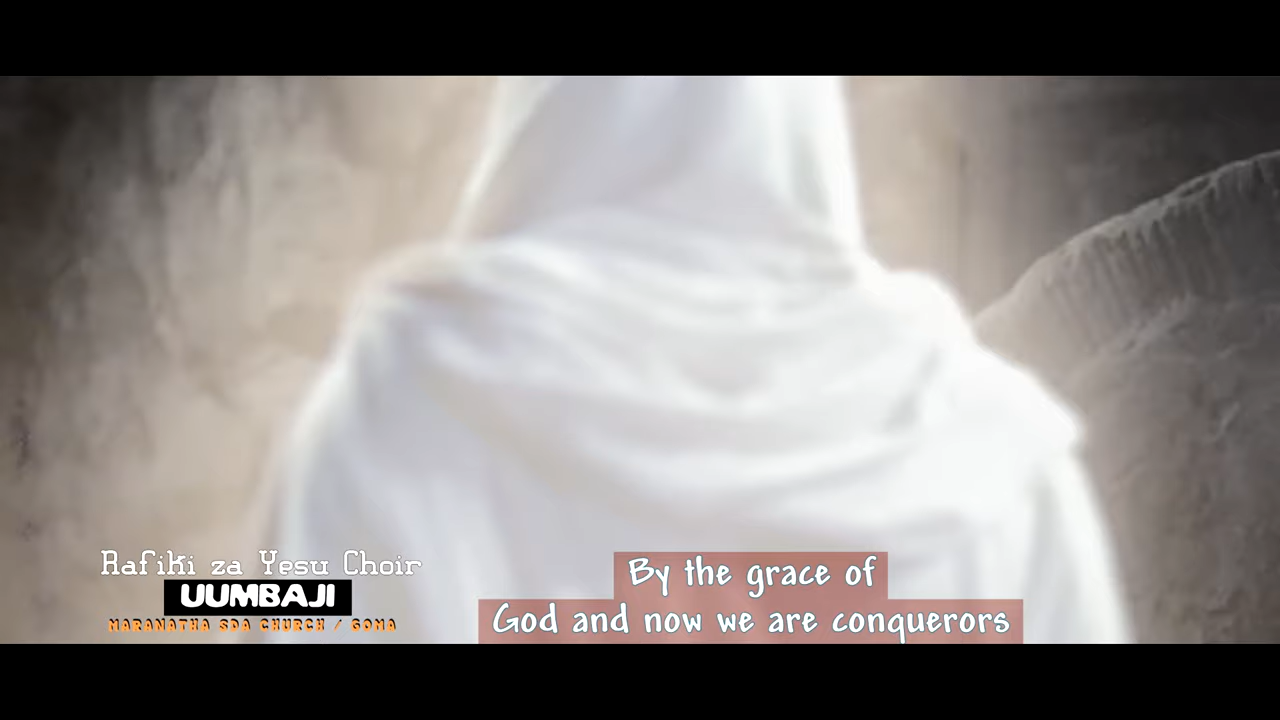 Rafiki za Yesu Choir
UUMBAJI
MARANATHA SDA CHURCH / GOMA
By the grace of
God and now we are conquerors